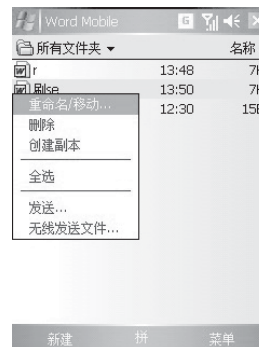 Word Mobile G
所有文件夹 名称
r 13:48 7
刷se 13:50 7
12:30 15
重命名/移动...
删除
创建副本
全选
发送...
无线发送文件...
新建 拼 菜单